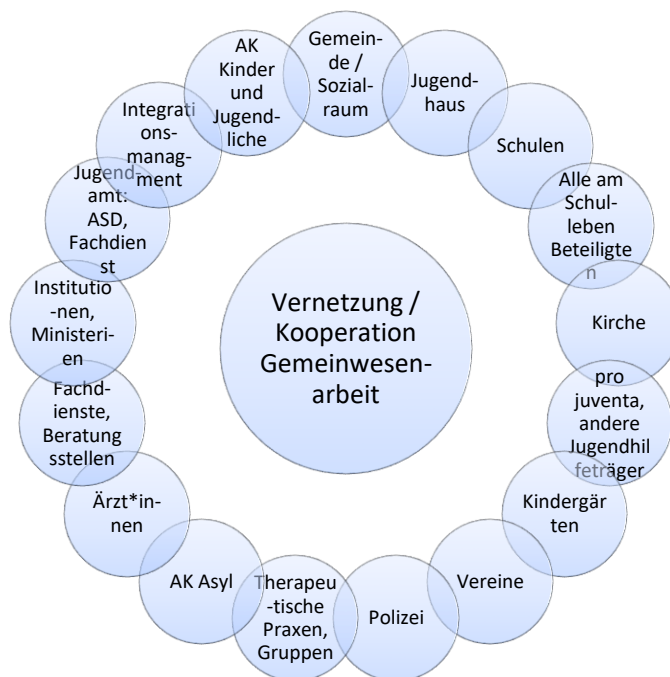 Vernetzung /
Kooperation
Gemeinwesen-
arbeit
Gemein-
de /
Sozial-
raum
Jugend-
haus
Schulen
Alle am
Schul-
leben
Beteiligte
n
Kirche
pro
juventa,
andere
Jugendhil
feträger
Kindergär
ten
Vereine
Polizei
Therapeu
-tische
Praxen,
Gruppen
AK Asyl
Ärzt*in-
nen
Fachd-
ienste,
Beratung
sstellen
Institutio
-nen,
Ministeri-
en
Jugend-
amt:
ASD,
Fachdien
st
Integrati
ons-
managment
AK
Kinder
und
Jugend-
liche